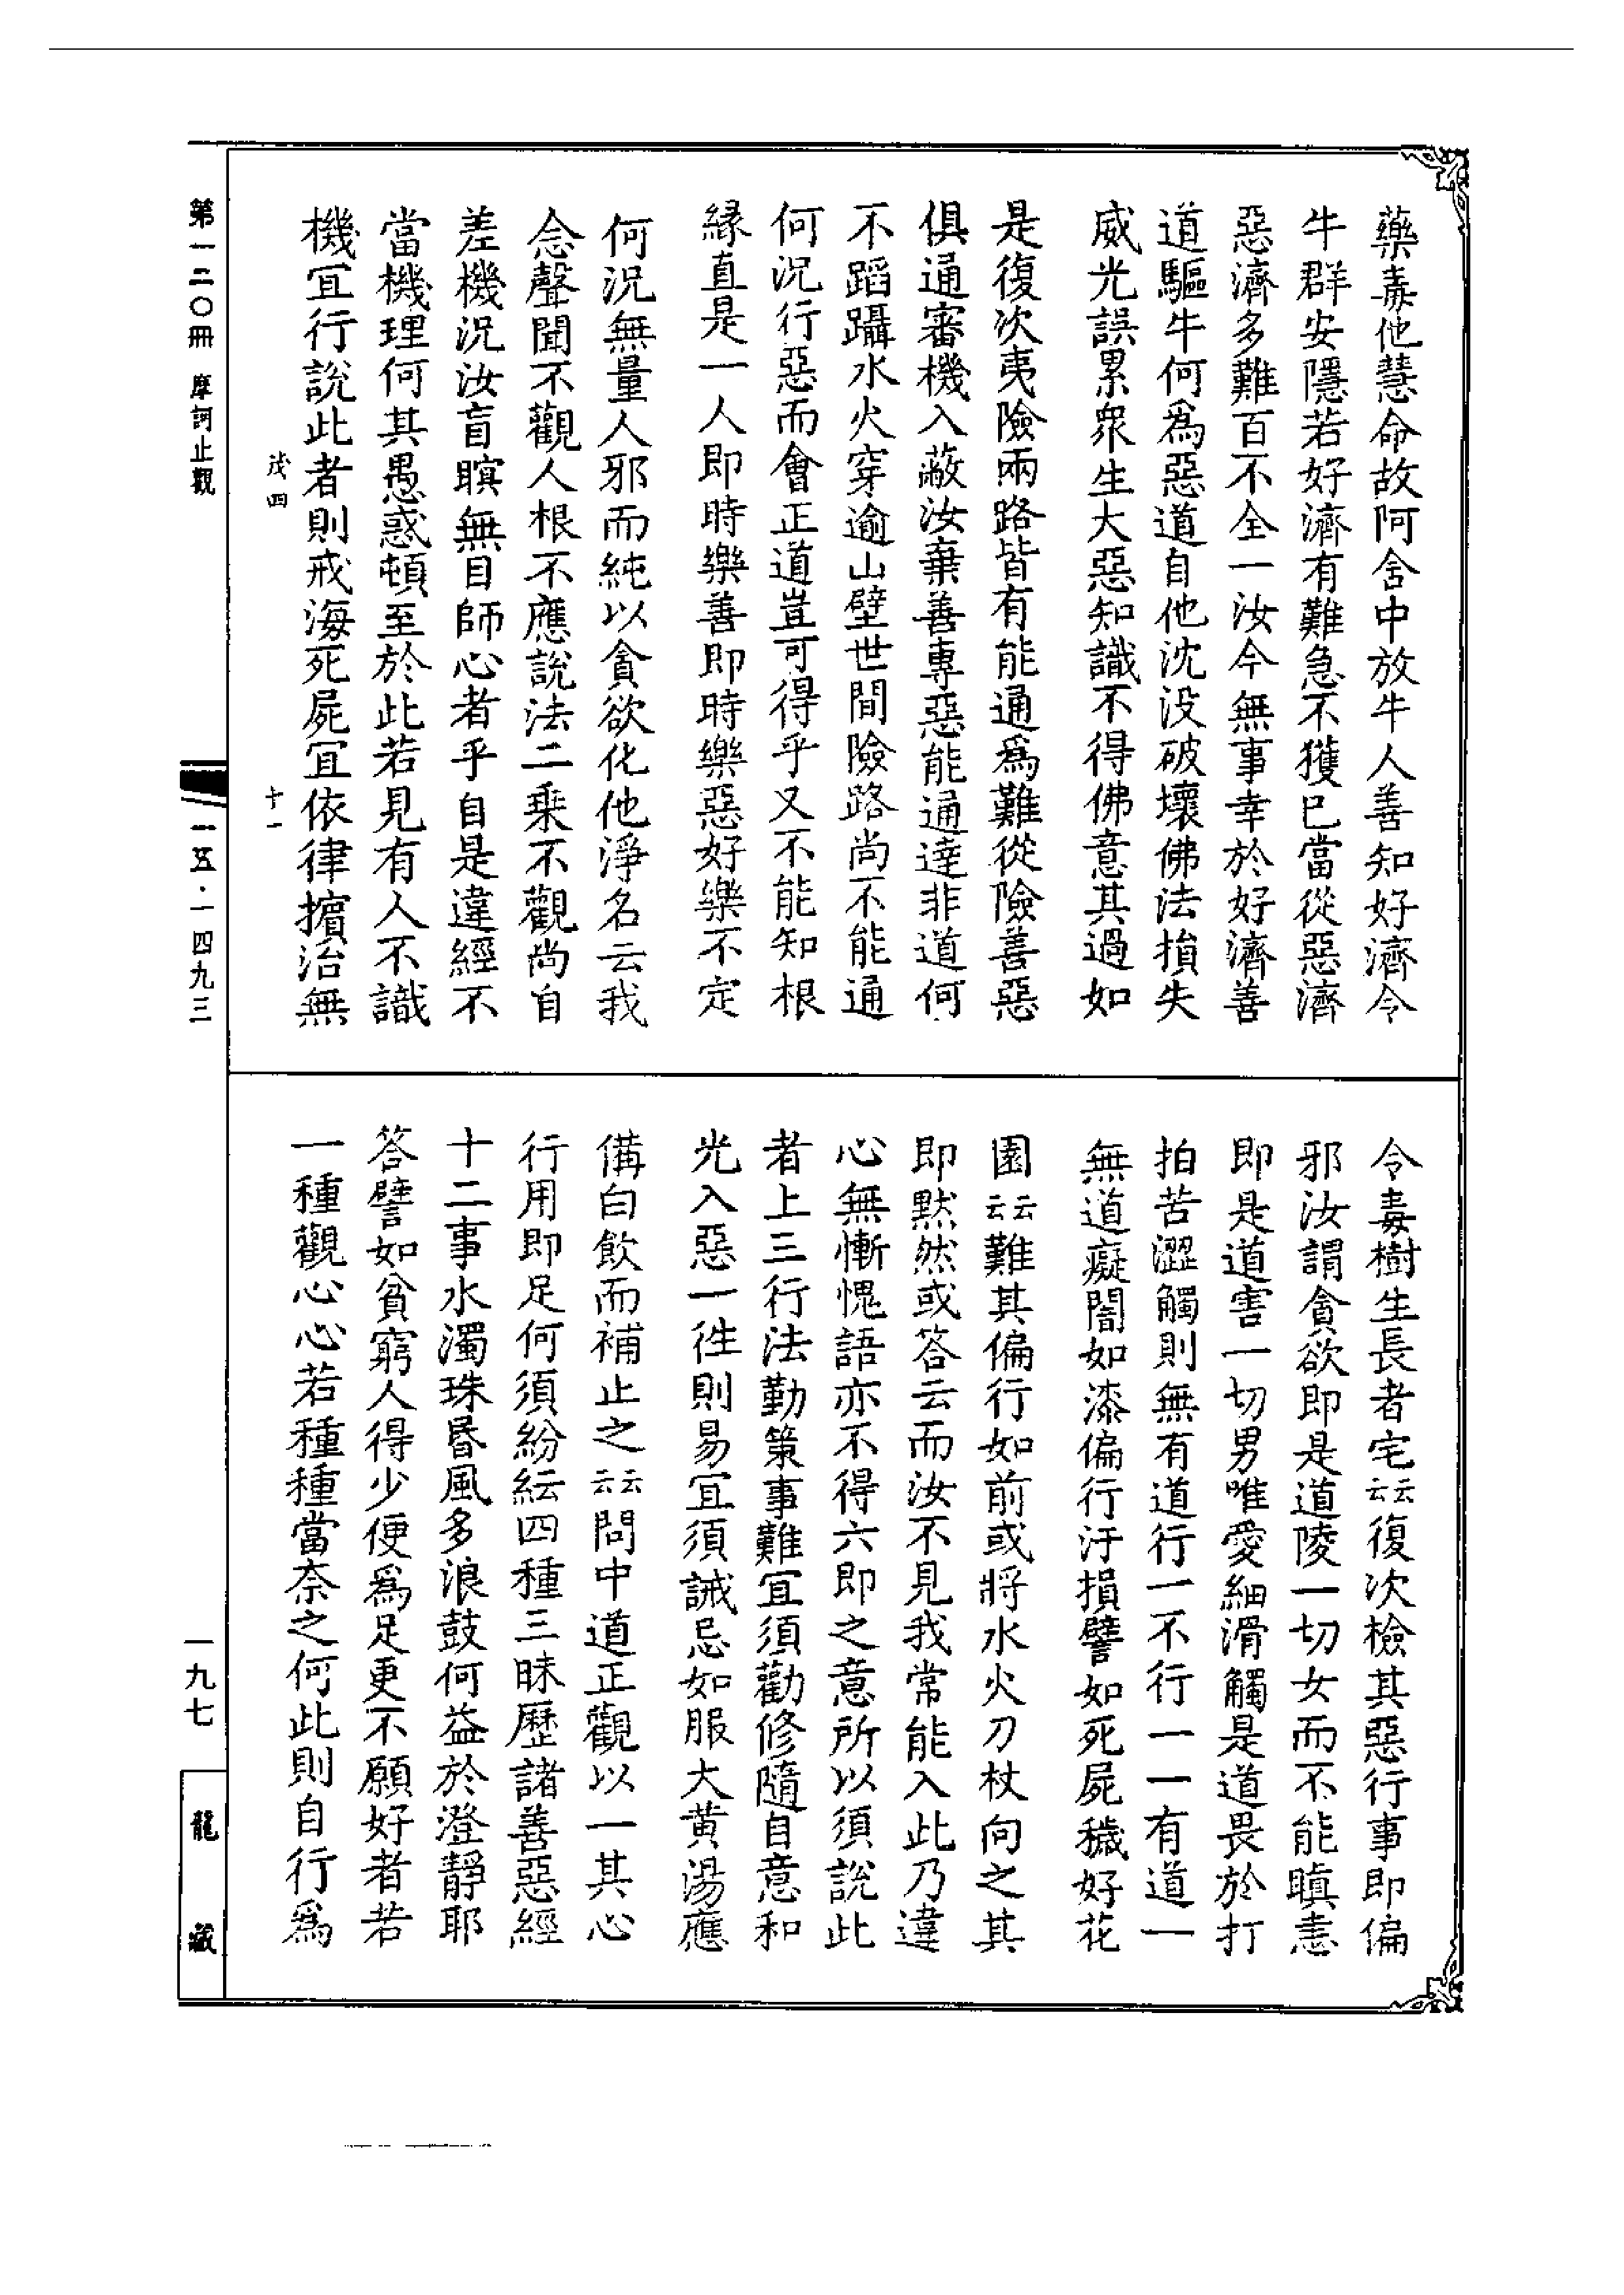 藥毒他慧命故阿含中放牛人善知好濟令
牛群安隱若好濟有難急不獲已當從惡濟
惡濟多難百不全一汝今無事幸於好濟善
道驅牛何爲惡道自他沈没破壞佛法損失
威光誤累衆生大惡知識不得佛意其過如
是復次夷險兩路皆有能通爲難從險善惡
俱通審機入蔽汝棄善專惡能通達非道何
不蹈躡水火穿逾山壁世間險路尚不能通
何況行惡而會正道豈可得乎又不能知根
緣直是一人即時樂善即時樂惡好樂不定
何況無量人邪而純以貪欲化他淨名云我
念聲聞不觀人根不應説法二乘不觀尚自
差機況汝盲瞑無目師心者乎自是違經不
當機理何其愚惑頓至於此若見有人不識
機宜行説此者則戒海死屍宜依律擯治無
茂四
十一
令毒樹生長者宅云云復次檢其惡行事即偏
邪汝謂貪欲即是道陵一切女而不能瞋恚
即是道害一切男唯愛細滑觸是道畏於打
拍苦澀觸則無有道行一不行一一有道一
無道癡闇如漆偏行汙損譬如死屍穢好花
園云云難其偏行如前或將水火刀杖向之其
即默然或答云而汝不見我常能入此乃違
心無慚愧語亦不得六即之意所以須説此
者上三行法勤策事難宜須勸修隨自意和
光入惡一往則易宜須誡忌如服大黄湯應
備白飲而補止之云云問中道正觀以一其心
行用即足何須紛紜四種三昧歷諸善惡經
十二事水濁珠昏風多浪鼓何益於澄靜耶
答譬如貧窮人得少便爲足更不願好者若
一種觀心心若種種當奈之何此則自行爲
第一二〇冊 摩訶止觀
一五·一四九三
一九七
龍藏